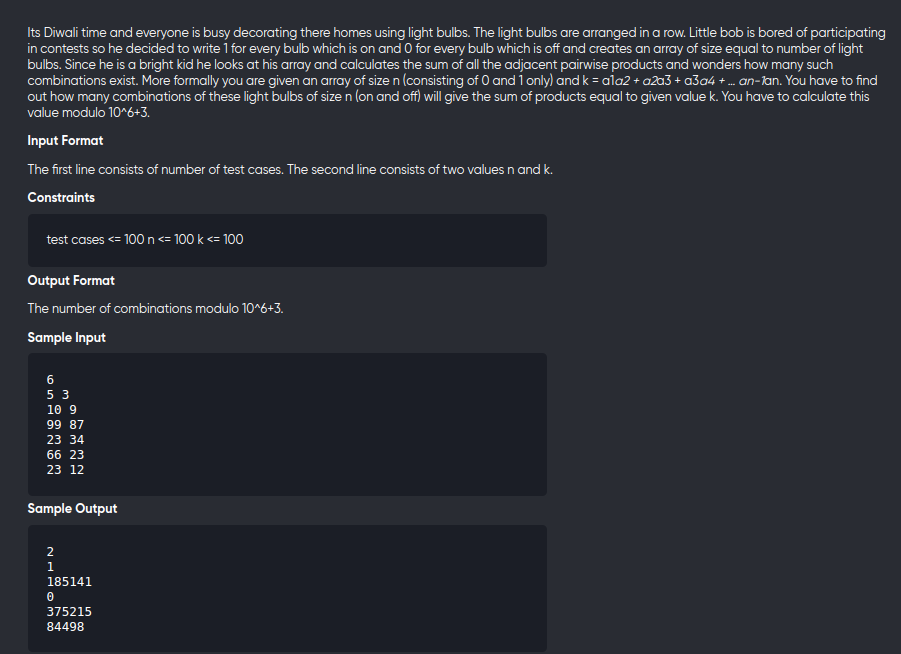 Its Diwali time and everyone is busy decorating there homes using light bulbs. The light bulbs are arranged in a row. Little bob is bored of participating
in contests so he decided to write 1 for every bulb which is on and 0 for every bulb which is off and creates an array of size equal to number of light
bulbs. Since he is a bright kid he looks at his array and calculates the sum of all the adjacent pairwise products and wonders how many such
combinations exist. More formally you are given an array of size n (consisting of 0 and 1 only) and k = a1a2 + a2a3 + a3a4 + ... an-1an. You have to find
out how many combinations of these light bulbs of size n (on and off) will give the sum of products equal to given value k. You have to calculate this
value modulo 10^6+3.
Input Format
The first line consists of number of test cases. The second line consists of two values n and k.
Constraints
test cases <= 100 n <= 100 k <= 100
Output Format
The number of combinations modulo 10^6+3.
Sample Input
6
5 3
10 9
99 87
23 34
66 23
23 12
Sample Output
2
1
185141
0
375215
84498